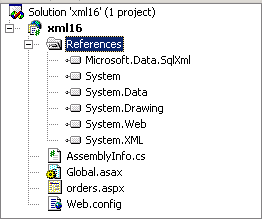 Solution 'xml16' (1 project)
xml16
References
Microsoft.Data.SqlXml
System
System.Data
System.Drawing
System.Web
System.XML
AssemblyInfo.cs
Global.asax
orders.aspx
Web.config